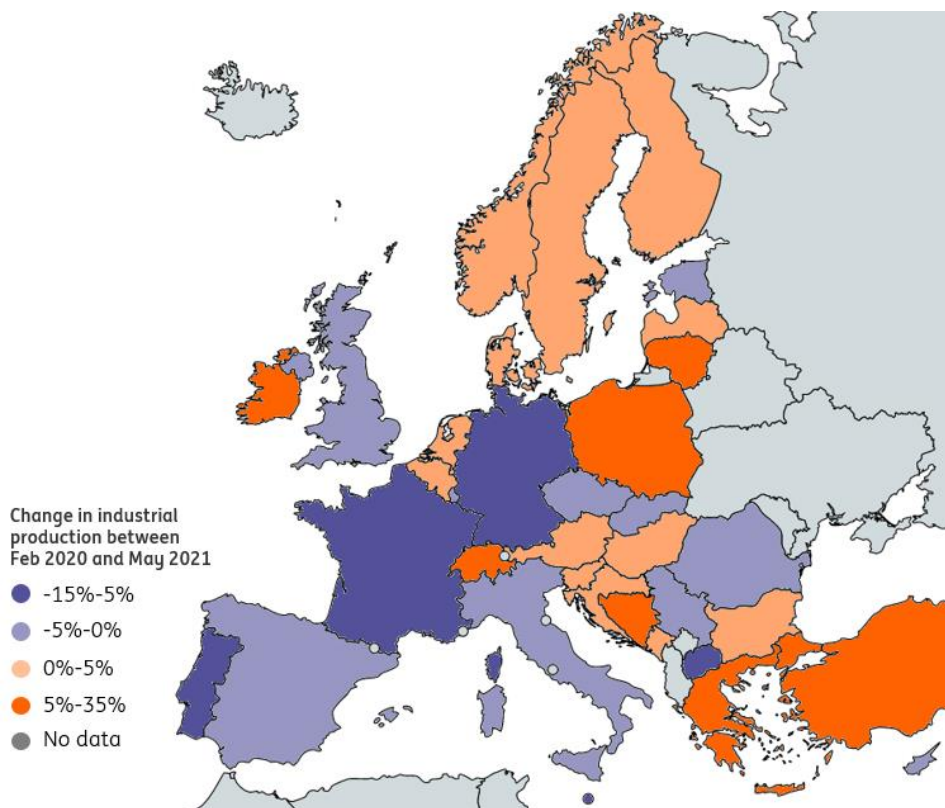 Change in industrial
production between
Feb 2020 and May 2021
-15%-5%
-5%-0%
0%-5%
5%-35%
No data